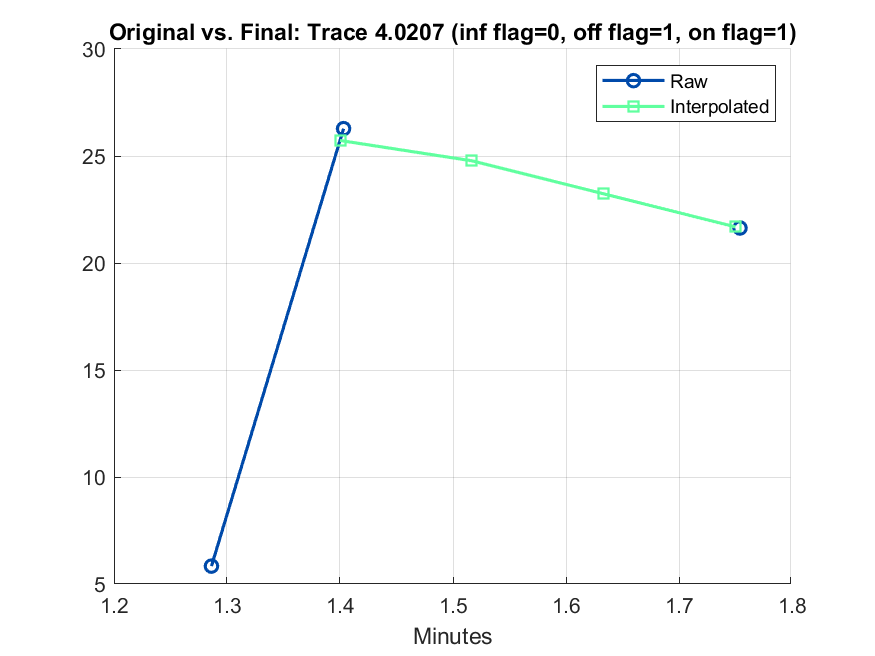 Original vs. Final: Trace 4.0207 (inf flag=0, off flag=1, on flag=1)
30
Raw
Interpolated
25
20
15
10
5
1.2 1.3 1.4 1.5 1.6 1.7 1.8
Minutes